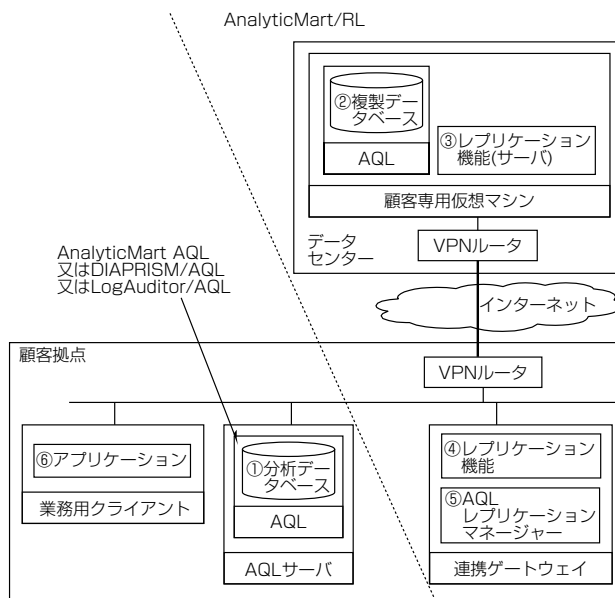 AnalyticMart/RL
②複製デー
タベース
AQL
③レプリケーション
機能(サーバ)
顧客専用仮想マシン
データ
センター
VPNルータ
AnalyticMart AQL
又はDIAPRISM/AQL
又はLogAuditor/AQL
インターネット
顧客拠点
VPNルータ
⑥アプリケーション
業務用クライアント
①分析デー
タベース
AQL
AQLサーバ
④レプリケーション
機能
⑤AQL
レプリケーション
マネージャー
連携ゲートウェイ